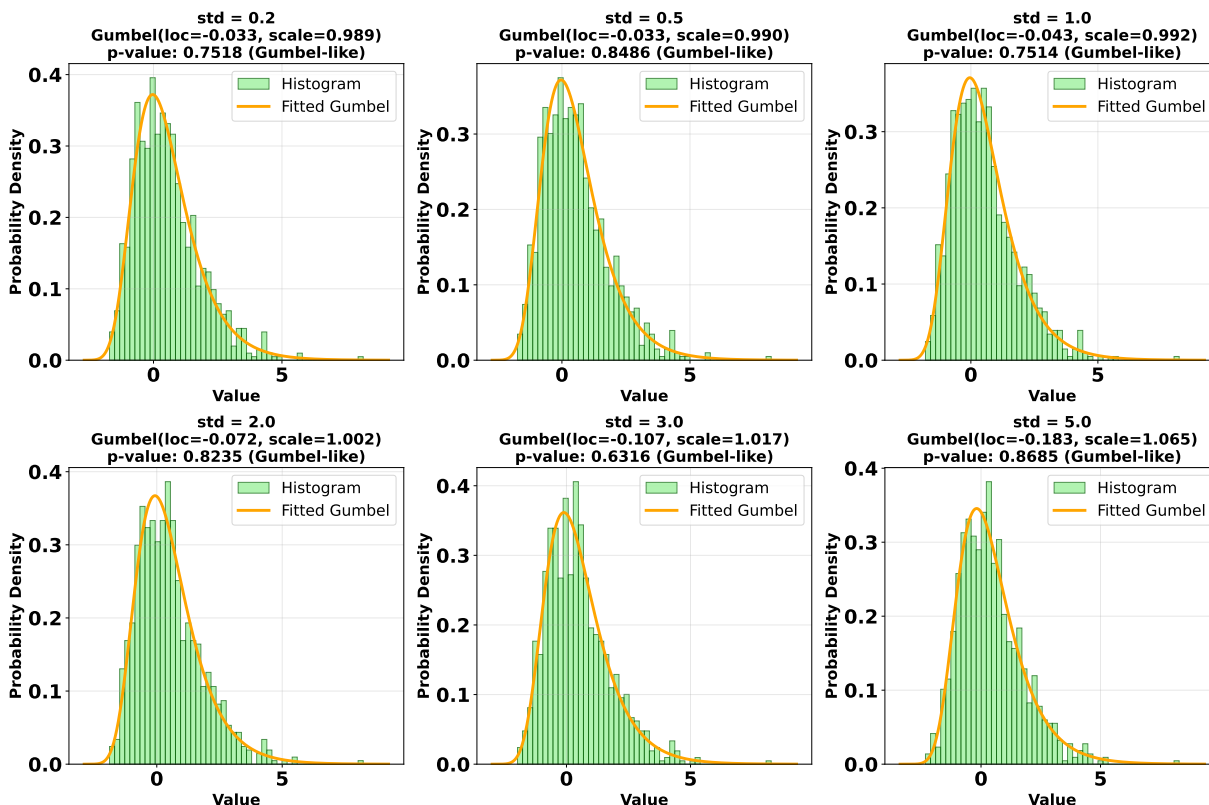 std = 0.2
Gumbel(loc=-0.033, scale=0.989)
p-value: 0.7518 (Gumbel-like)
0.4
0.3
0.2
0.1
0.0
Probability Density
Histogram
Fitted Gumbel
0
5
Value
std = 0.5
Gumbel(loc=-0.033, scale=0.990)
p-value: 0.8486 (Gumbel-like)
0.3
0.2
0.1
0.0
Probability Density
Histogram
Fitted Gumbel
0
5
Value
std = 1.0
Gumbel(loc=-0.043, scale=0.992)
p-value: 0.7514 (Gumbel-like)
0.3
0.2
0.1
0.0
Probability Density
Histogram
Fitted Gumbel
0
5
Value
std = 2.0
Gumbel(loc=-0.072, scale=1.002)
p-value: 0.8235 (Gumbel-like)
0.4
0.3
0.2
0.1
0.0
Probability Density
Histogram
Fitted Gumbel
0
5
Value
std = 3.0
Gumbel(loc=-0.107, scale=1.017)
p-value: 0.6316 (Gumbel-like)
0.4
0.3
0.2
0.1
0.0
Probability Density
Histogram
Fitted Gumbel
0
5
Value
std = 5.0
Gumbel(loc=-0.183, scale=1.065)
p-value: 0.8685 (Gumbel-like)
0.4
0.3
0.2
0.1
0.0
Probability Density
Histogram
Fitted Gumbel
0
5
Value